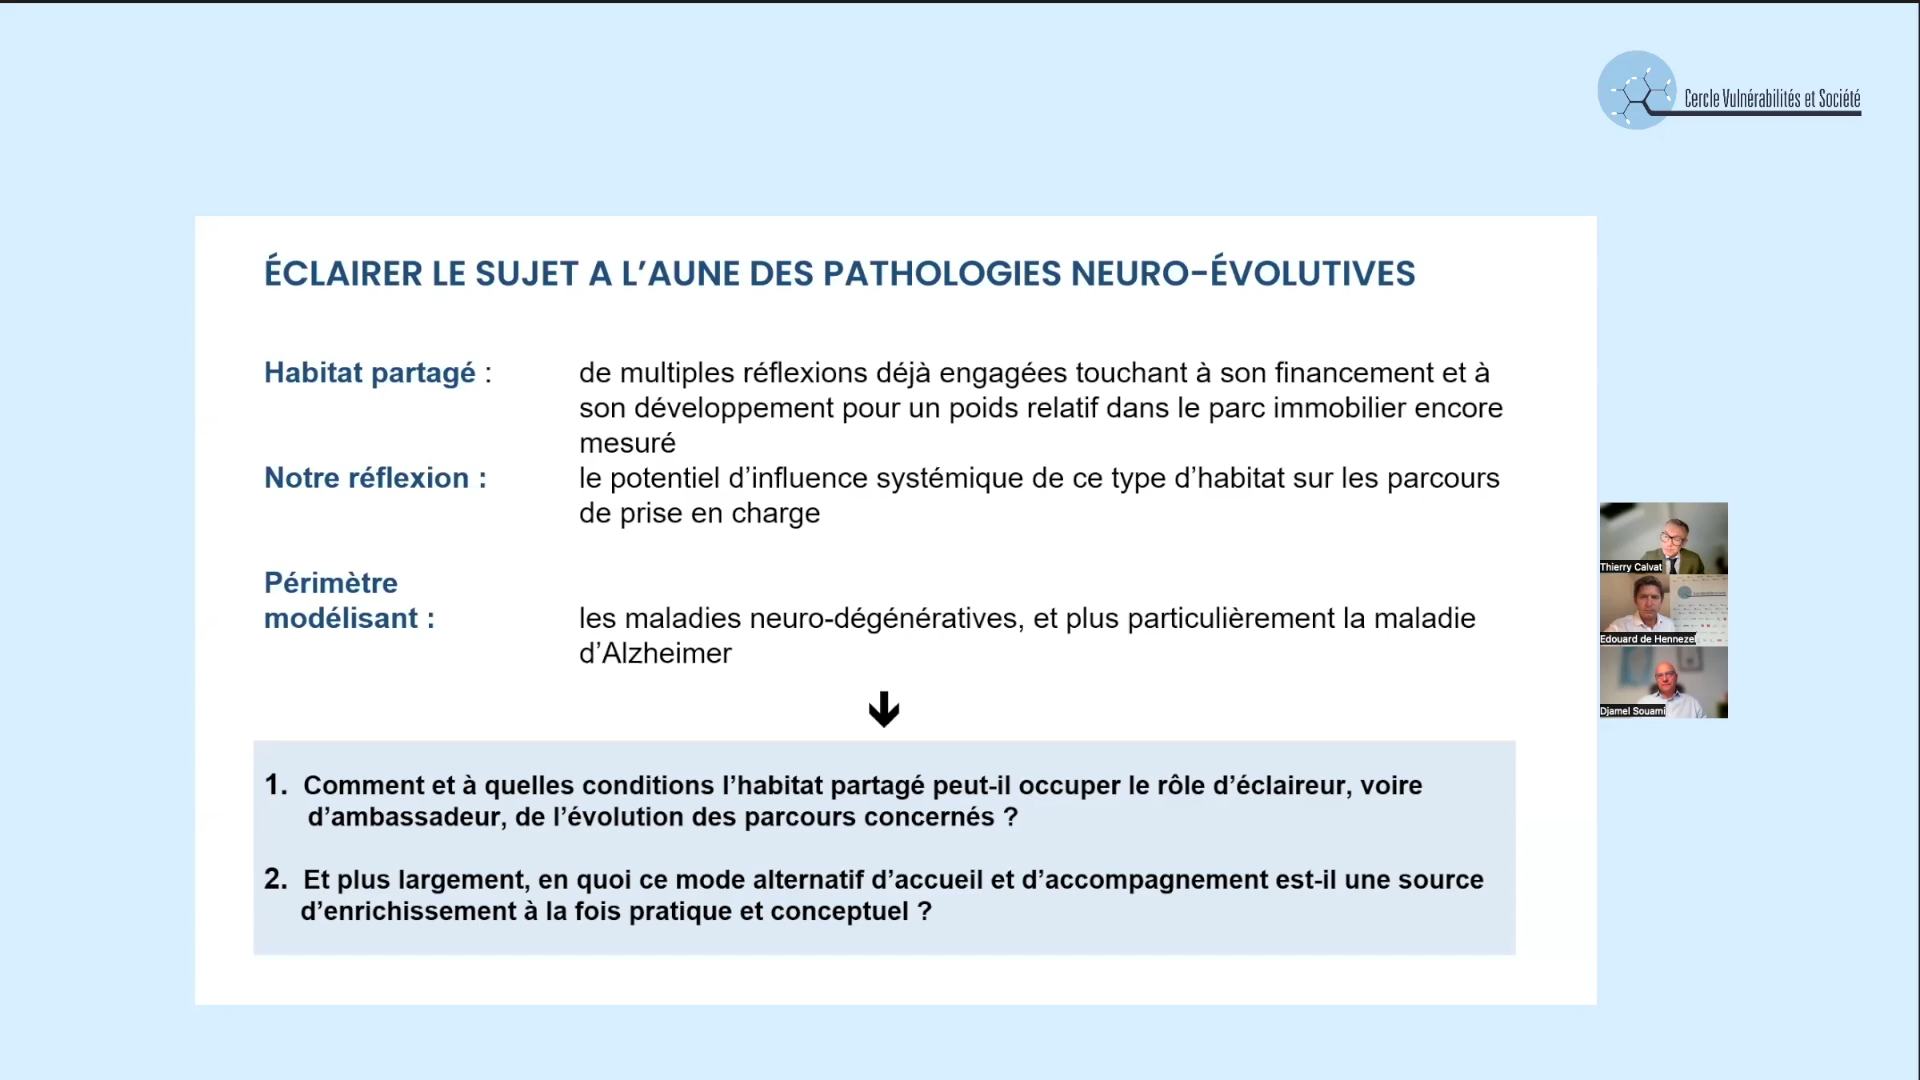 Cercle Vulnérabilités et Société
ÉCLAIRER LE SUJET A L’AUNE DES PATHOLOGIES NEURO-ÉVOLUTIVES
Habitat partagé :
de multiples réflexions déjà engagées touchant à son financement et à
son développement pour un poids relatif dans le parc immobilier encore
mesuré
Notre réflexion :
le potentiel d’influence systémique de ce type d’habitat sur les parcours
de prise en charge
Périmètre
modélisant :
les maladies neuro-dégénératives, et plus particulièrement la maladie
d’Alzheimer
1. Comment et à quelles conditions l’habitat partagé peut-il occuper le rôle d’éclaireur, voire
d’ambassadeur, de l’évolution des parcours concernés ?
2. Et plus largement, en quoi ce mode alternatif d’accueil et d’accompagnement est-il une source
d’enrichissement à la fois pratique et conceptuel ?
Thierry Calvat
Edouard de Hennezel
Djamel Souami